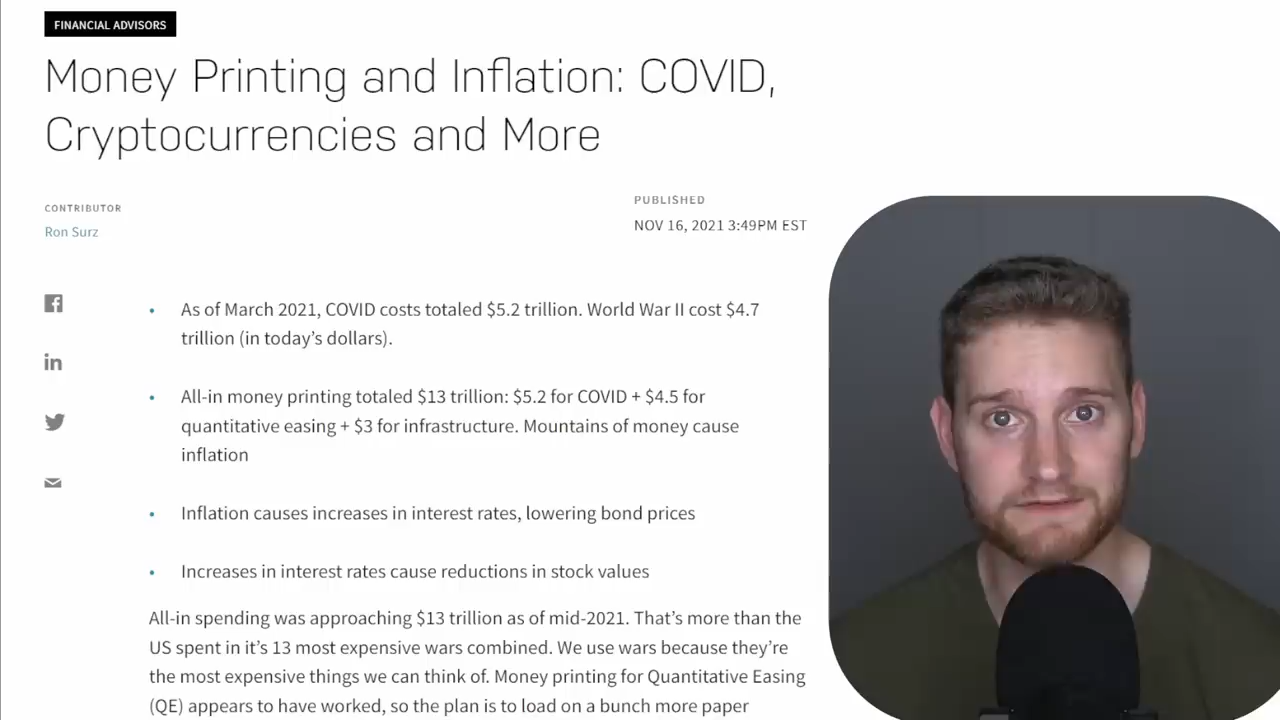 FINANCIAL ADVISORS
Money Printing and Inflation: COVID,
Cryptocurrencies and More
CONTRIBUTOR
Ron Surz
PUBLISHED
NOV 16, 2021 3:49PM EST
• As of March 2021, COVID costs totaled $5.2 trillion. World War II cost $4.7
trillion (in today's dollars).
• All-in money printing totaled $13 trillion: $5.2 for COVID + $4.5 for
quantitative easing + $3 for infrastructure. Mountains of money cause
inflation
• Inflation causes increases in interest rates, lowering bond prices
• Increases in interest rates cause reductions in stock values
All-in spending was approaching $13 trillion as of mid-2021. That's more than the
US spent in it's 13 most expensive wars combined. We use wars because they're
the most expensive things we can think of. Money printing for Quantitative Easing
(QE) appears to have worked, so the plan is to load on a bunch more paper